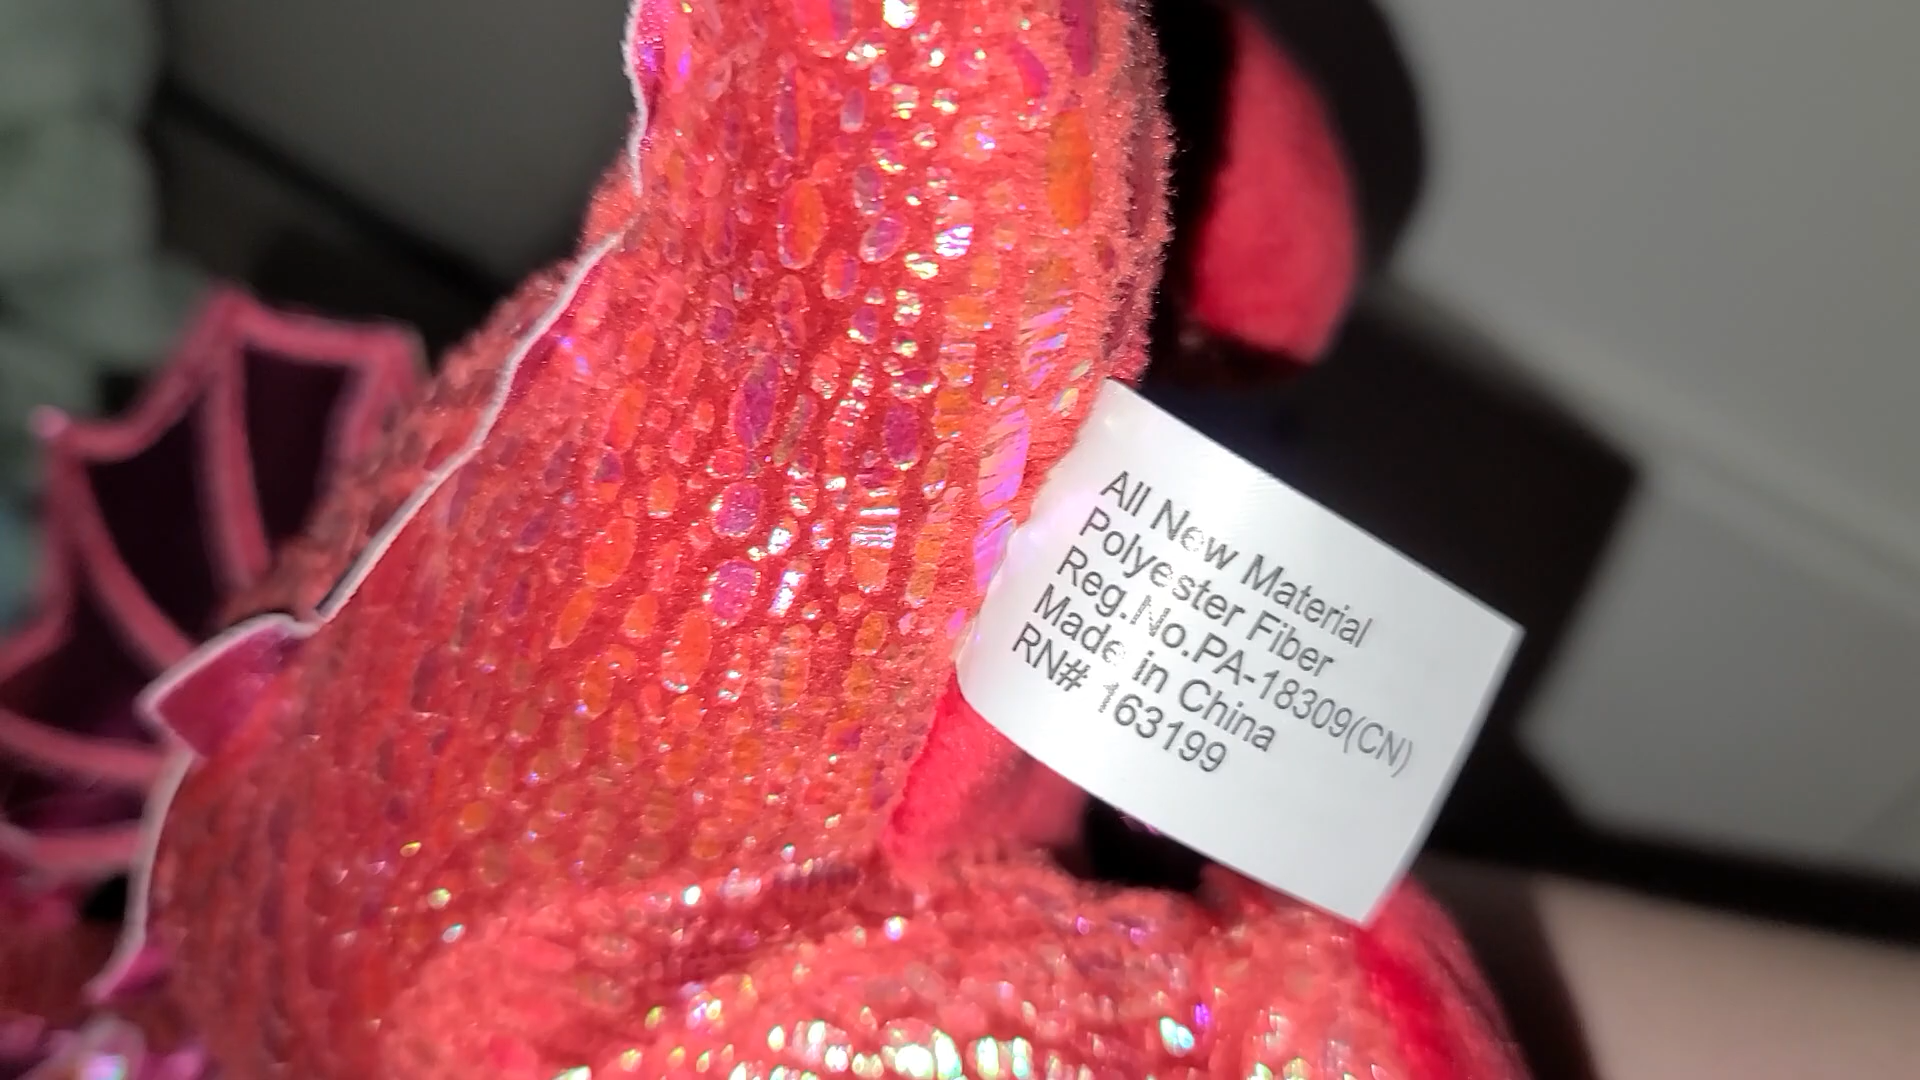 All New Material
Polyester Fiber
Reg.No.PA-18309(CN)
Made in China
RN# 163199